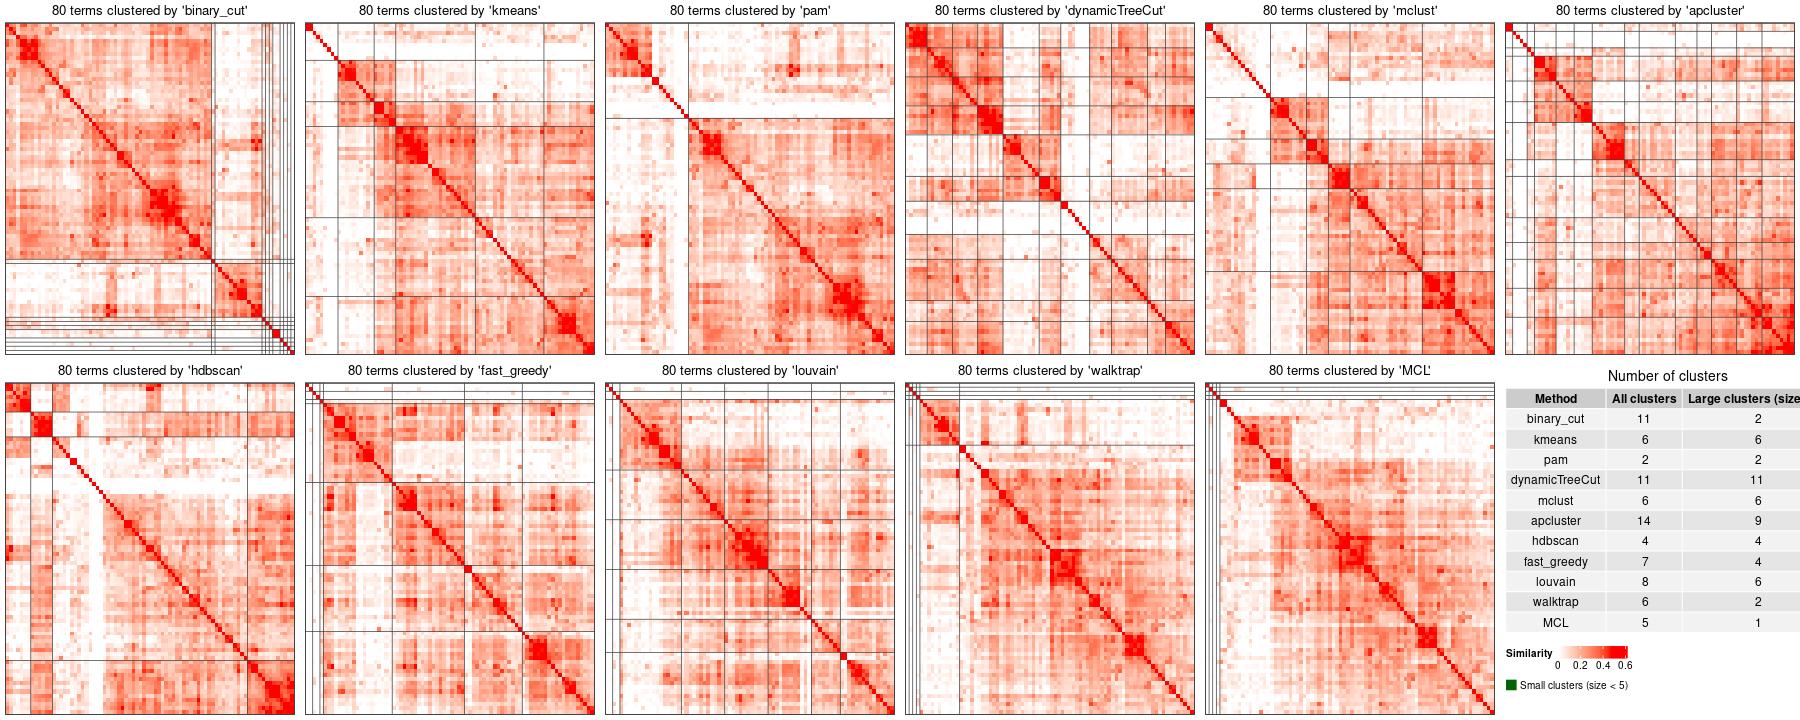 80 terms clustered by 'binary_cut'
80 terms clustered by 'kmeans'
80 terms clustered by 'pam'
80 terms clustered by 'dynamicTreeCut'
80 terms clustered by 'mclust'
80 terms clustered by 'apcluster'
80 terms clustered by 'hdbscan'
80 terms clustered by 'fast_greedy'
80 terms clustered by 'louvain'
80 terms clustered by 'walktrap'
80 terms clustered by 'MCL'
Number of clusters
Method All clusters Large clusters (size
binary_cut 11 2
kmeans 6 6
pam 2 2
dynamicTreeCut 11 11
mclust 6 6
apcluster 14 9
hdbscan 4 4
fast_greedy 7 4
louvain 8 6
walktrap 6 2
MCL 5 1
Similarity
0 0.2 0.4 0.6
Small clusters (size < 5)